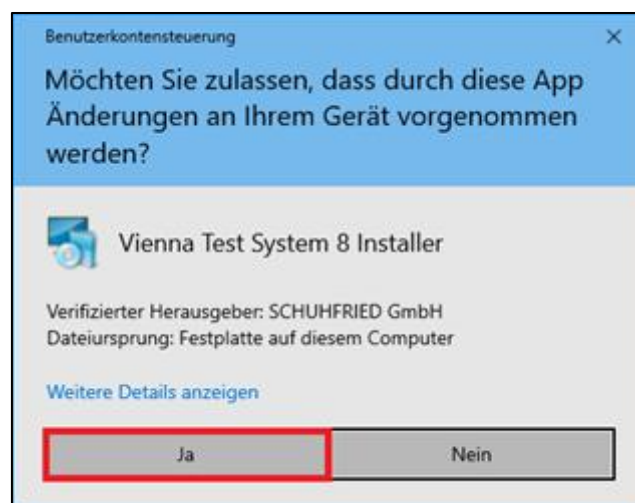 Benutzerkontensteuerung
Möchten Sie zulassen, dass durch diese App
Änderungen an Ihrem Gerät vorgenommen
werden?
Vienna Test System 8 Installer
Verifizierter Herausgeber: SCHUHFRIED GmbH
Dateiursprung: Festplatte auf diesem Computer
Weitere Details anzeigen
Ja
Nein